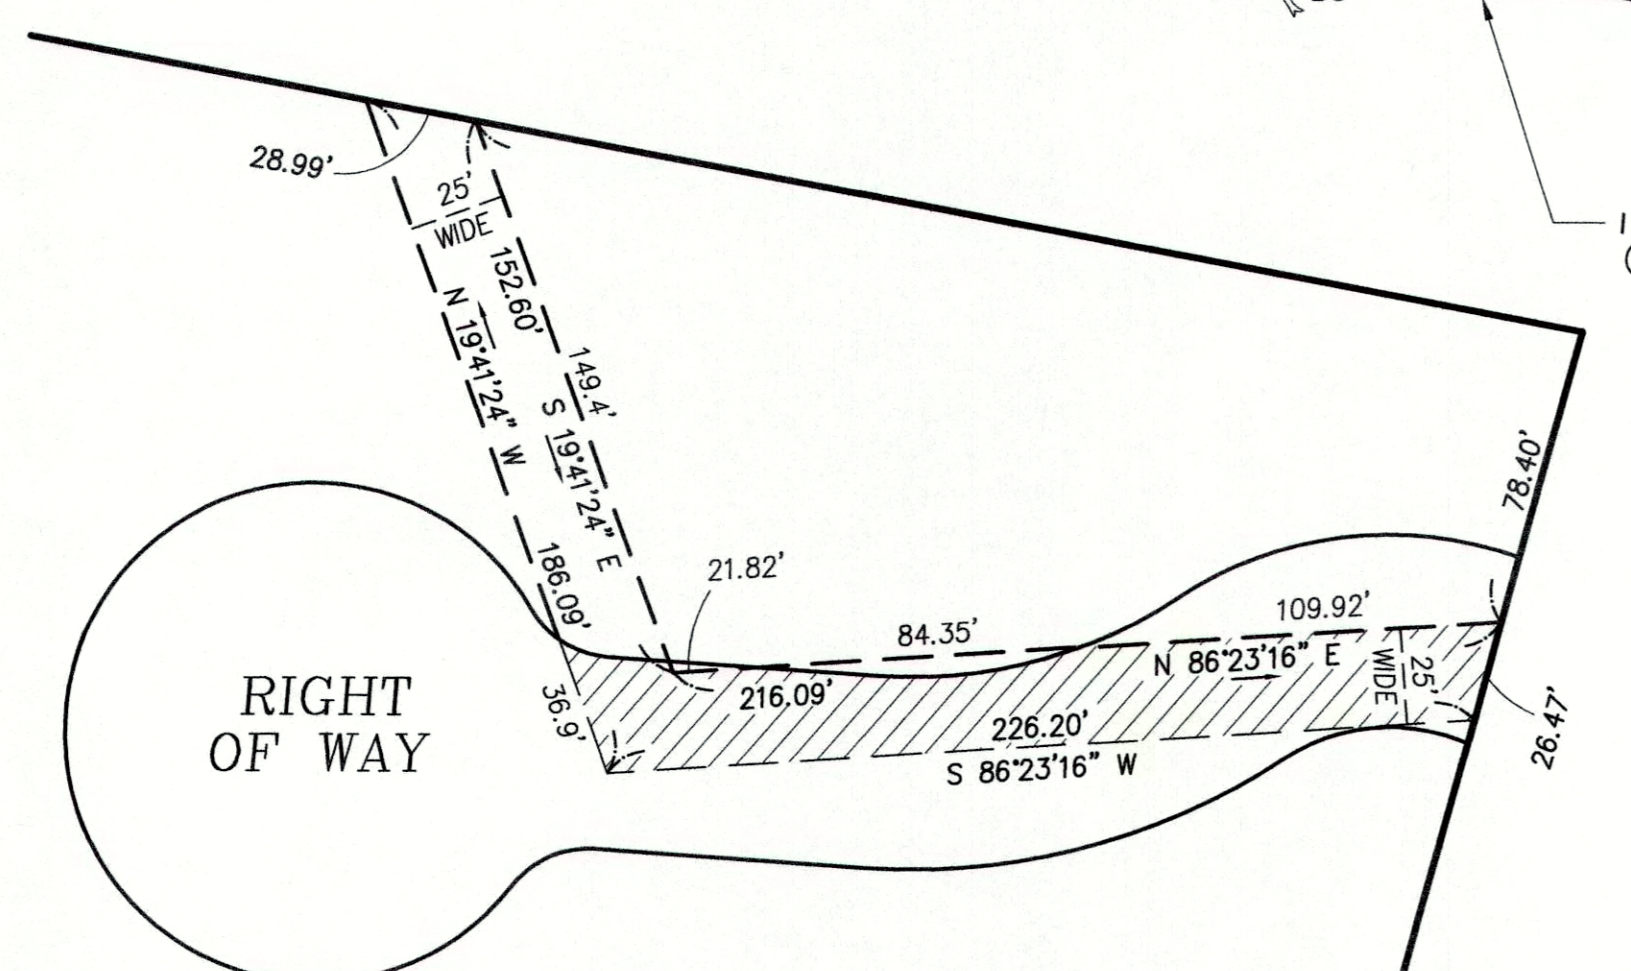 28.99'
25'
WIDE
152.60'
149.4'
N 19°41'24" W
S 19°41'24" E
186.09'
36.9'
21.82'
84.35'
109.92'
78.40'
N 86°23'16" E
216.09'
25'
WIDE
226.20'
S 86°23'16" W
26.47'
RIGHT
OF WAY